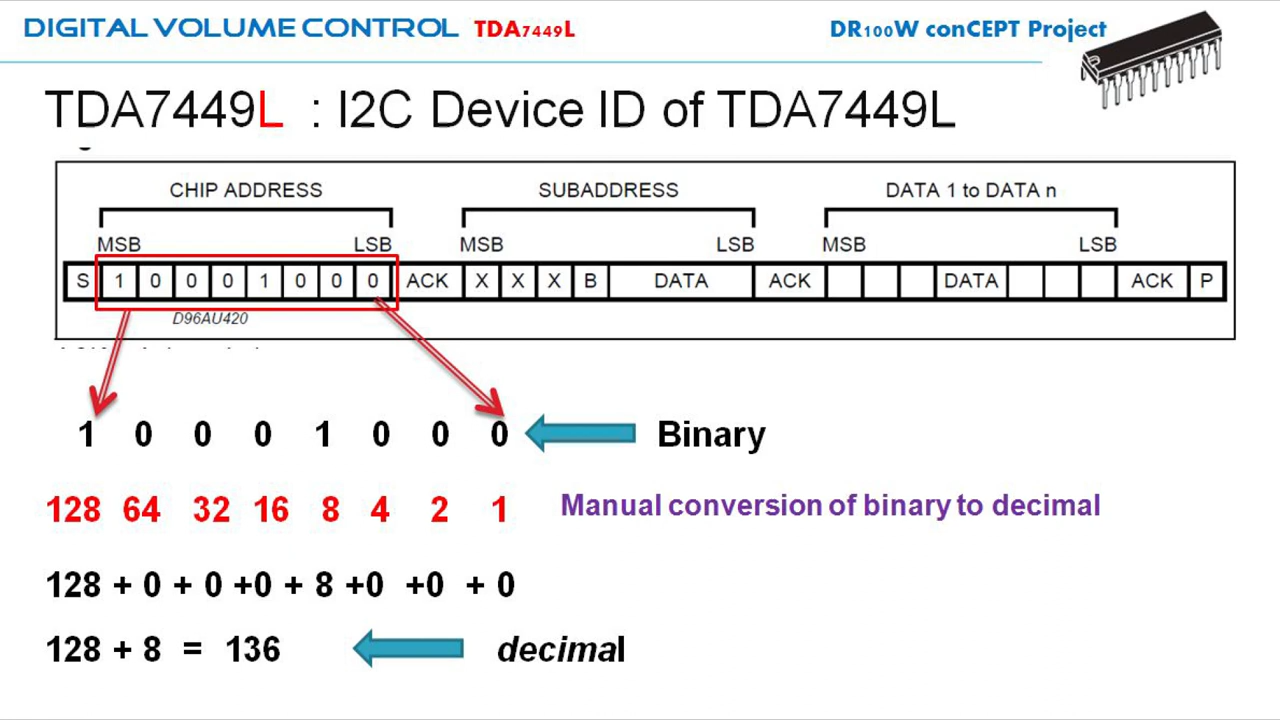 DIGITAL VOLUME CONTROL TDA7449L DR100W conCEPT Project
TDA7449L : I2C Device ID of TDA7449L
CHIP ADDRESS SUBADDRESS DATA 1 to DATA n
MSB LSB MSB LSB MSB LSB
S 1 0 0 0 1 0 0 0 ACK X X X B DATA ACK DATA ACK P
D96AU420
1 0 0 0 1 0 0 0 Binary
128 64 32 16 8 4 2 1 Manual conversion of binary to decimal
128 + 0 + 0 +0 + 8 +0 +0 + 0
128 + 8 = 136 decimal